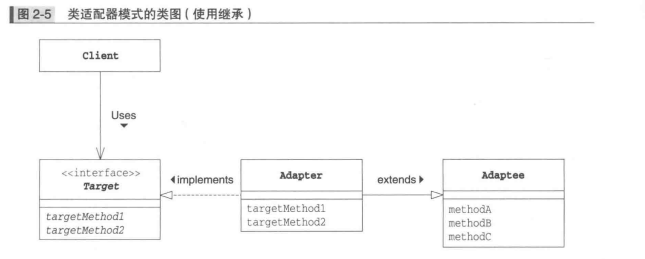 图 2-5 类适配器模式的类图（使用继承）
Client
Uses
<<interface>>
Target
targetMethod1
targetMethod2
implements
Adapter
targetMethod1
targetMethod2
extends
Adaptee
methodA
methodB
methodC